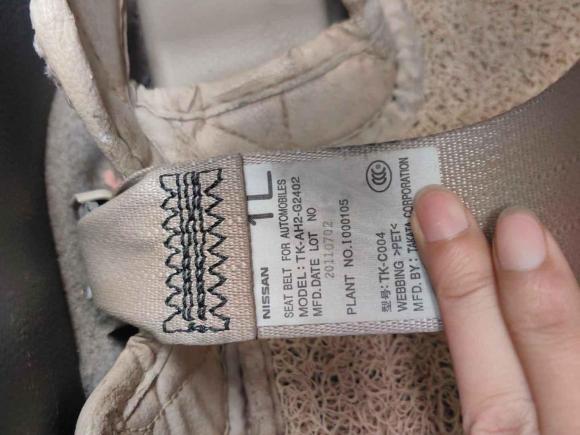 1L
NISSAN
SEAT BELT FOR AUTOMOBILES
MODEL: TK-AH2-G2402
MFD.DATE LOT NO
20110702
PLANT NO.1000105
CCC
型号:TK-C004
WEBBING >PET<
MFD.BY: TAKATA CORPORATION